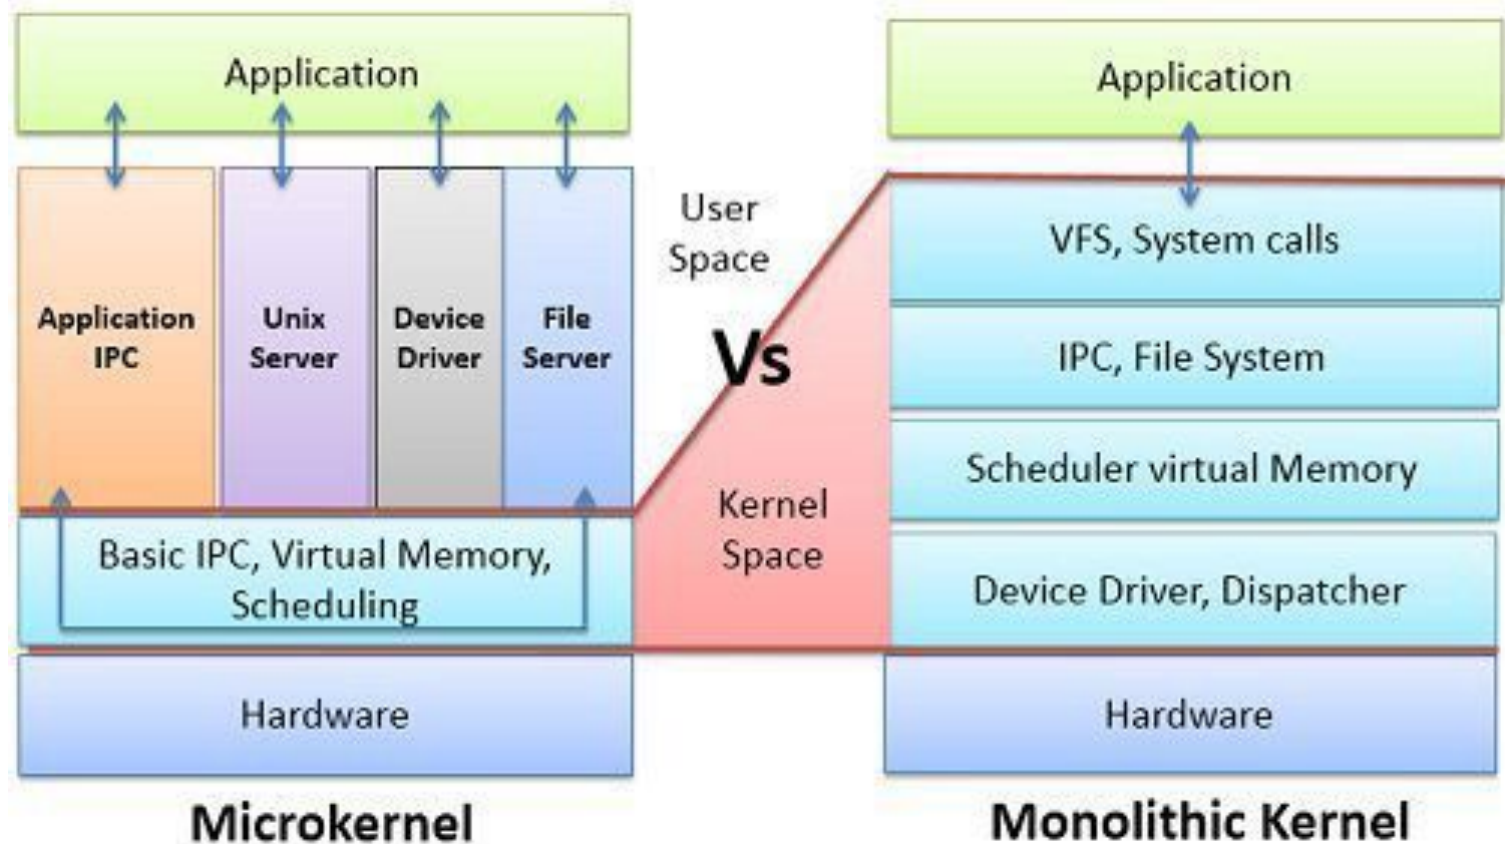 Application
Application
IPC
Unix
Server
Device
Driver
File
Server
Basic IPC, Virtual Memory,
Scheduling
Hardware
Microkernel
User
Space
Vs
Kernel
Space
Application
VFS, System calls
IPC, File System
Scheduler virtual Memory
Device Driver, Dispatcher
Hardware
Monolithic Kernel